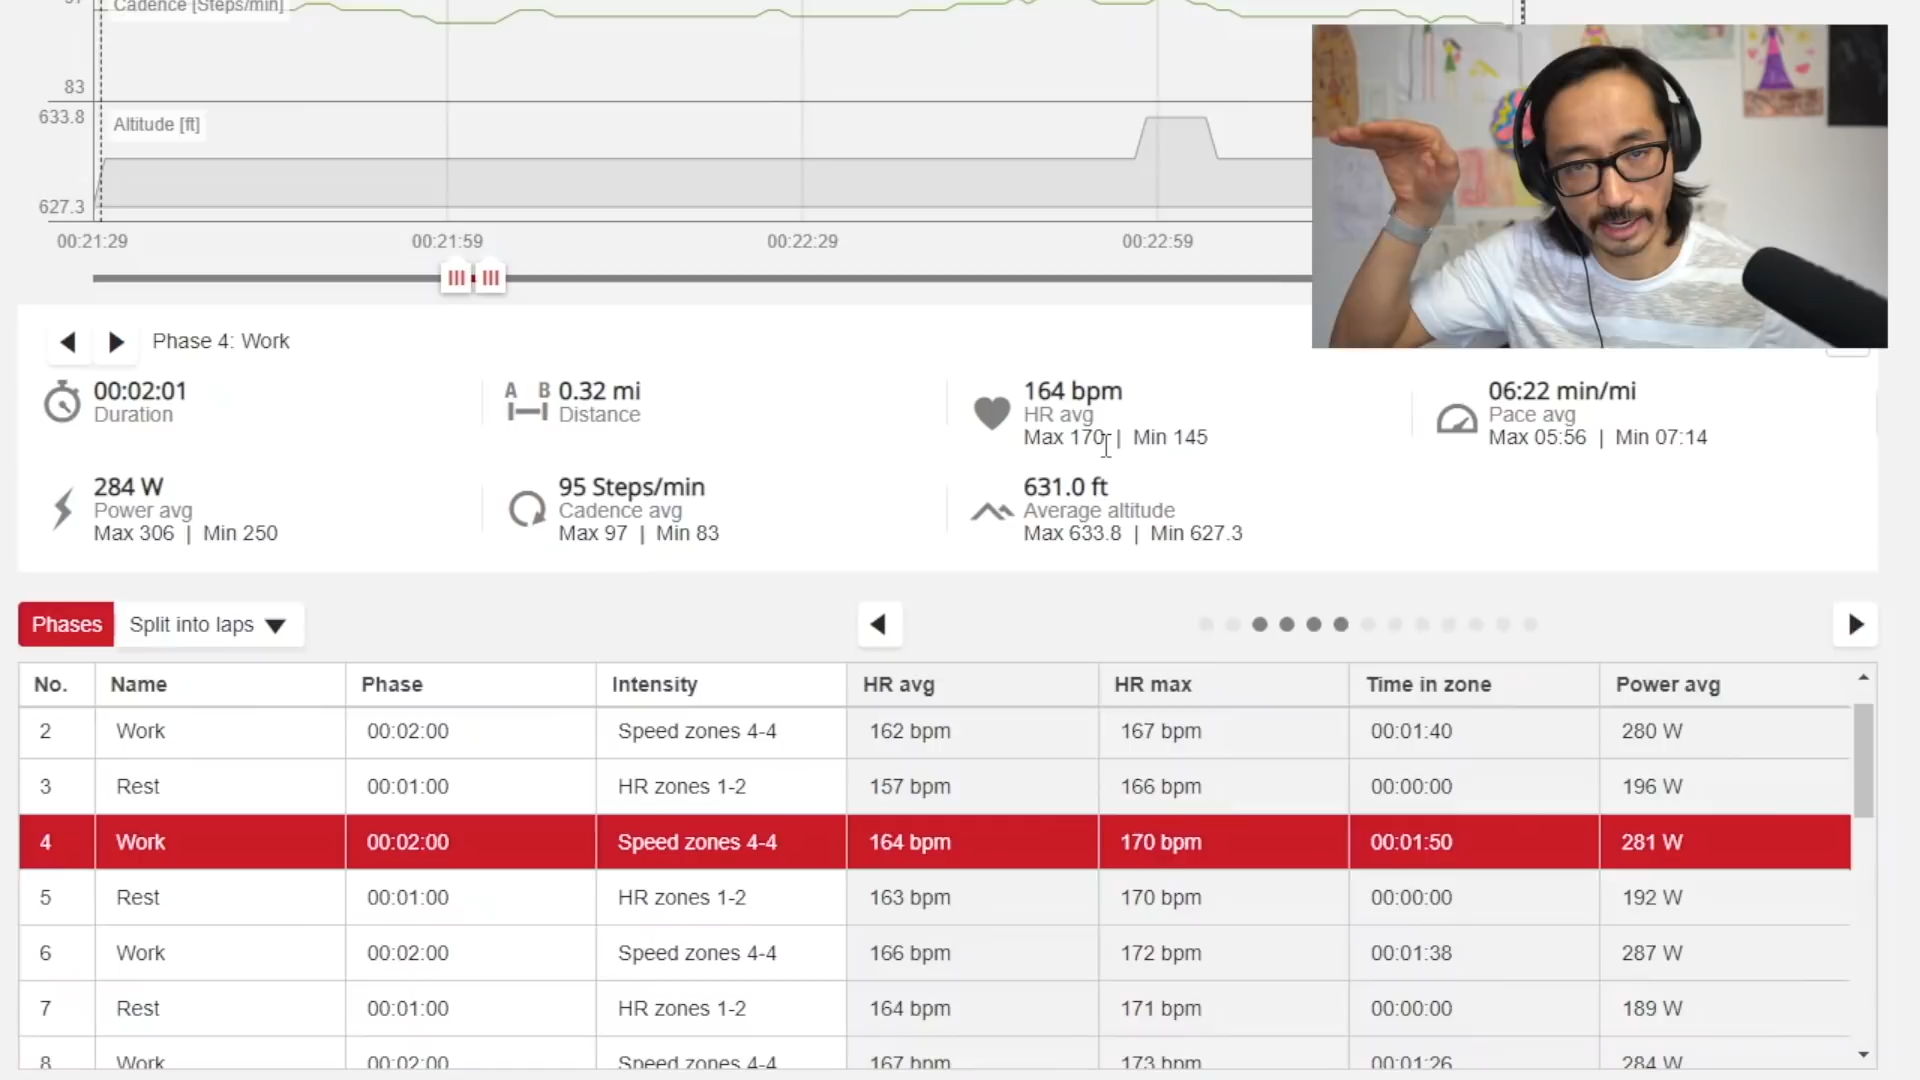 97
Cadence [Steps/min]
83
633.8
Altitude [ft]
627.3
00:21:29
00:21:59
00:22:29
00:22:59
Phase 4: Work
00:02:01
Duration
A B
0.32 mi
Distance
164 bpm
HR avg
Max 170 | Min 145
06:22 min/mi
Pace avg
Max 05:56 | Min 07:14
284 W
Power avg
Max 306 | Min 250
95 Steps/min
Cadence avg
Max 97 | Min 83
631.0 ft
Average altitude
Max 633.8 | Min 627.3
Phases
Split into laps
No. Name Phase Intensity HR avg HR max Time in zone Power avg
2 Work 00:02:00 Speed zones 4-4 162 bpm 167 bpm 00:01:40 280 W
3 Rest 00:01:00 HR zones 1-2 157 bpm 166 bpm 00:00:00 196 W
4 Work 00:02:00 Speed zones 4-4 164 bpm 170 bpm 00:01:50 281 W
5 Rest 00:01:00 HR zones 1-2 163 bpm 170 bpm 00:00:00 192 W
6 Work 00:02:00 Speed zones 4-4 166 bpm 172 bpm 00:01:38 287 W
7 Rest 00:01:00 HR zones 1-2 164 bpm 171 bpm 00:00:00 189 W
8 Work 00:02:00 Speed zones 4-4 167 bpm 173 bpm 00:01:26 284 W